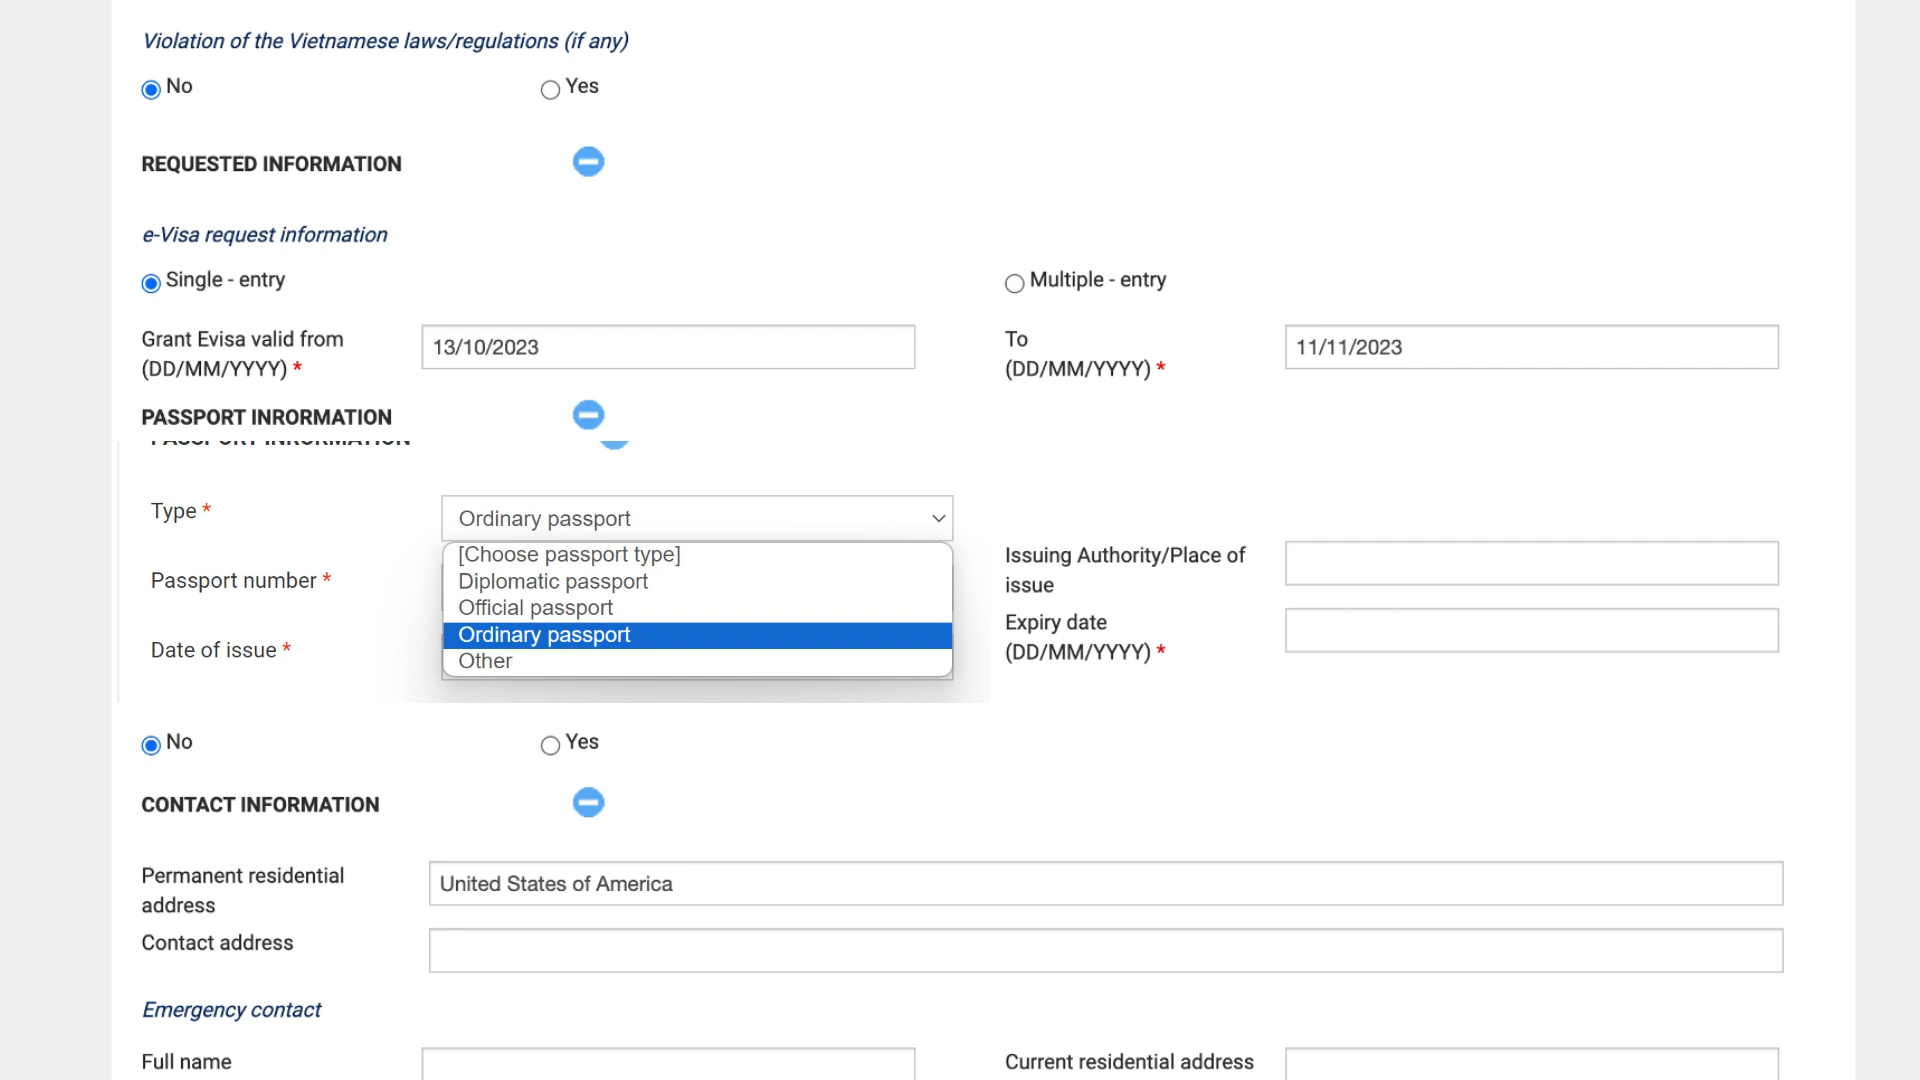 Violation of the Vietnamese laws/regulations (if any)
No
Yes
REQUESTED INFORMATION
e-Visa request information
Single - entry
Multiple - entry
Grant Evisa valid from
(DD/MM/YYYY) *
13/10/2023
To
(DD/MM/YYYY) *
11/11/2023
PASSPORT INRORMATION
PASSPORT INRORMATION
Type *
Ordinary passport
[Choose passport type]
Diplomatic passport
Official passport
Ordinary passport
Other
Passport number *
Issuing Authority/Place of
issue
Date of issue *
Expiry date
(DD/MM/YYYY) *
No
Yes
CONTACT INFORMATION
Permanent residential
address
United States of America
Contact address
Emergency contact
Full name
Current residential address